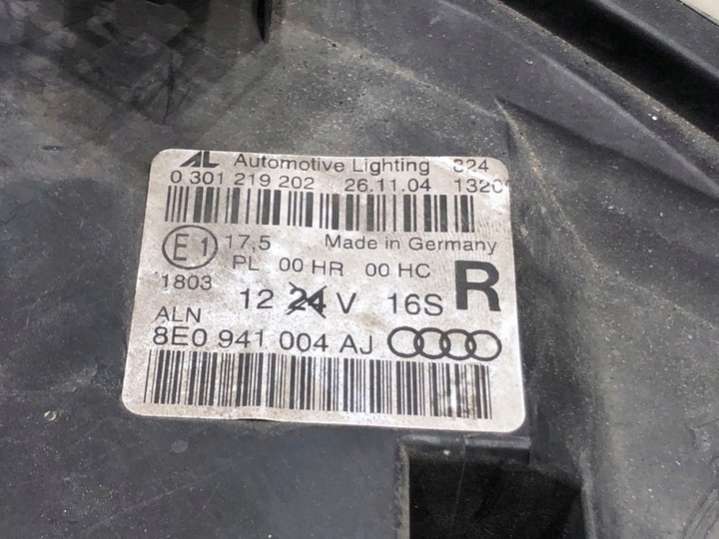 AL Automotive Lighting 324
0 301 219 202 26.11.04 1320
E1 17,5 Made in Germany
PL 00 HR 00 HC R
1803
12 24 V 16S
ALN
8E0 941 004 AJ